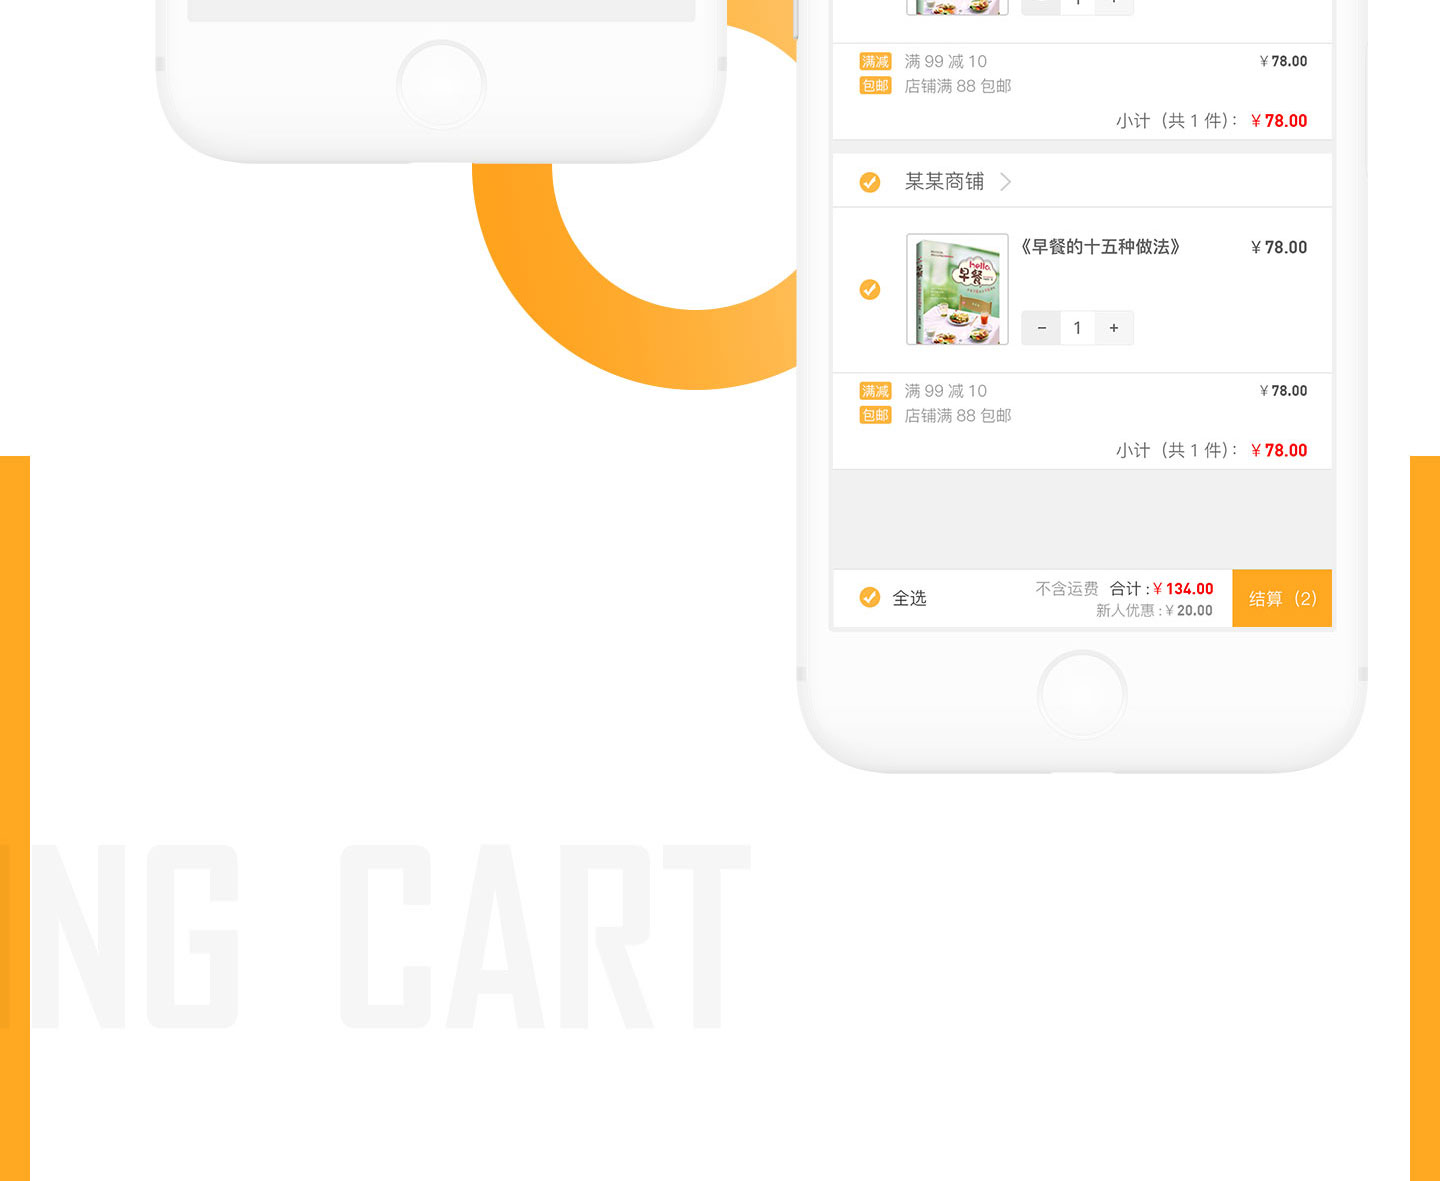 − 1 +
满减 满 99 减 10 ¥ 78.00
包邮 店铺满 88 包邮
小计（共 1 件）： ¥ 78.00
某某商铺
《早餐的十五种做法》 ¥ 78.00
hello,
早餐
− 1 +
满减 满 99 减 10 ¥ 78.00
包邮 店铺满 88 包邮
小计（共 1 件）： ¥ 78.00
全选 不含运费 合计 : ¥ 134.00 结算（2）
新人优惠 : ¥ 20.00
ING CART